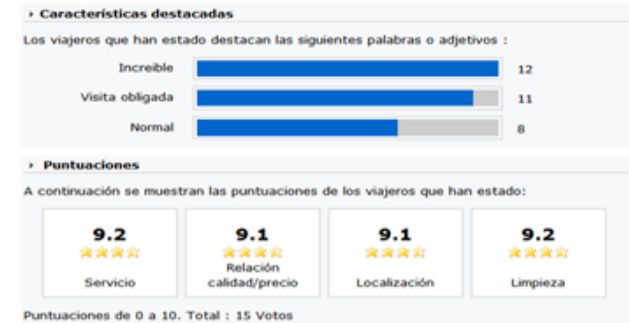 › Características destacadas
Los viajeros que han estado destacan las siguientes palabras o adjetivos :
Increible 12
Visita obligada 11
Normal 8
› Puntuaciones
A continuación se muestran las puntuaciones de los viajeros que han estado:
9.2 9.1 9.1 9.2
Relación
Servicio calidad/precio Localización Limpieza
Puntuaciones de 0 a 10. Total : 15 Votos